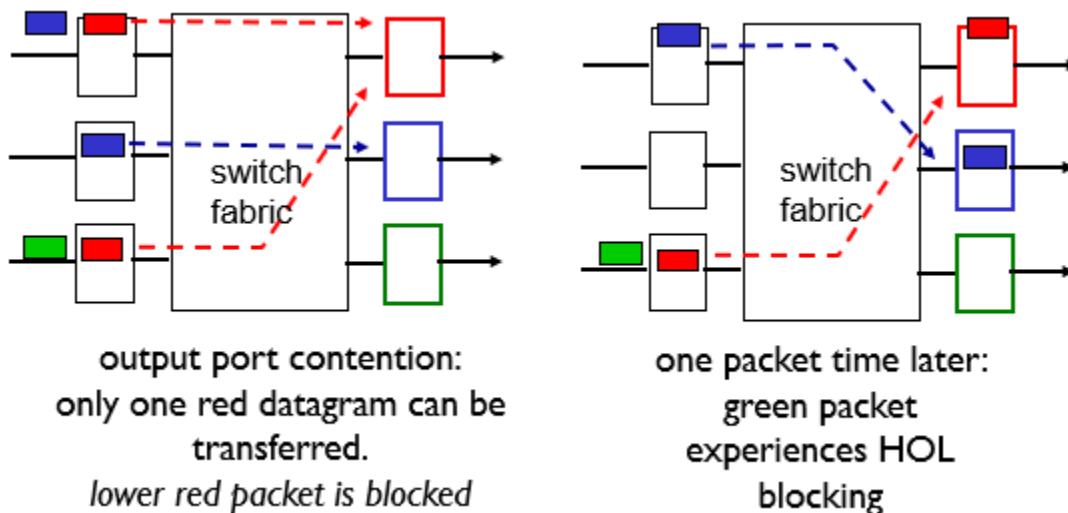 switch
fabric
output port contention:
only one red datagram can be
transferred.
lower red packet is blocked
switch
fabric
one packet time later:
green packet
experiences HOL
blocking